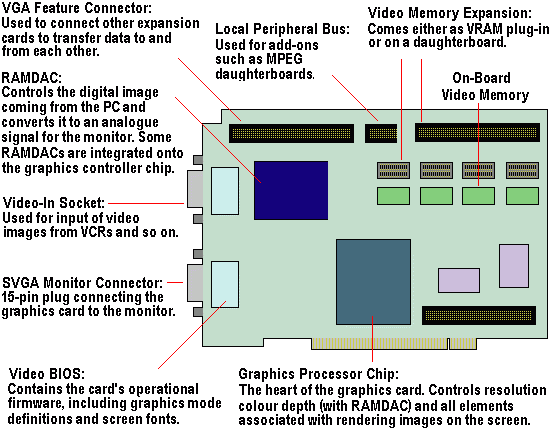 VGA Feature Connector:
Used to connect other expansion
cards to transfer data to and
from each other.
Local Peripheral Bus:
Used for add-ons
such as MPEG
daughterboards.
Video Memory Expansion:
Comes either as VRAM plug-in
or on a daughterboard.
On-Board
Video Memory
RAMDAC:
Controls the digital image
coming from the PC and
converts it to an analogue
signal for the monitor. Some
RAMDACs are integrated onto
the graphics controller chip.
Video-In Socket:
Used for input of video
images from VCRs and so on.
SVGA Monitor Connector:
15-pin plug connecting the
graphics card to the monitor.
Video BIOS:
Contains the card's operational
firmware, including graphics mode
definitions and screen fonts.
Graphics Processor Chip:
The heart of the graphics card. Controls resolution
colour depth (with RAMDAC) and all elements
associated with rendering images on the screen.